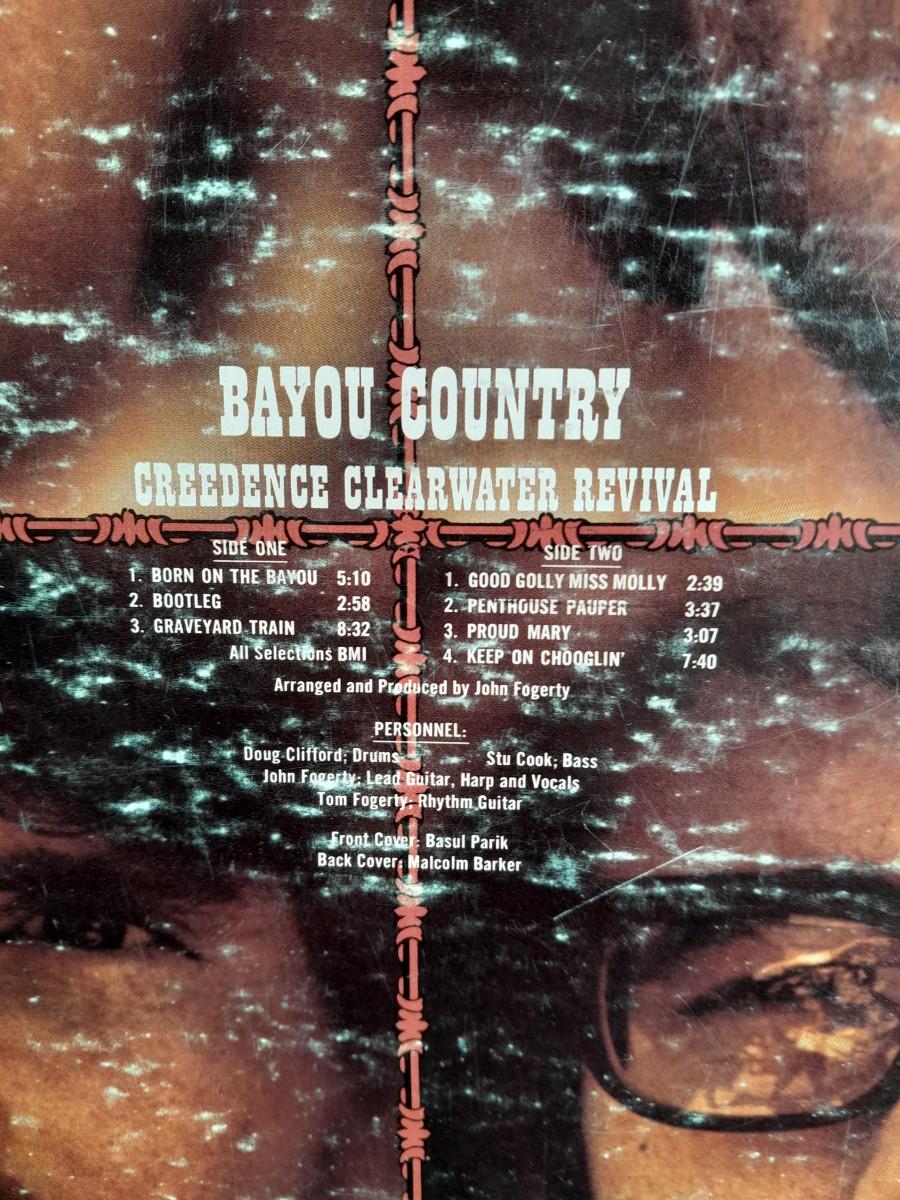 BAYOU COUNTRY
CREEDENCE CLEARWATER REVIVAL
SIDE ONE
1. BORN ON THE BAYOU 5:10
2. BOOTLEG 2:58
3. GRAVEYARD TRAIN 8:32
All Selections BMI
SIDE TWO
1. GOOD GOLLY MISS MOLLY 2:39
2. PENTHOUSE PAUPER 3:37
3. PROUD MARY 3:07
4. KEEP ON CHOOGLIN' 7:40
Arranged and Produced by John Fogerty
PERSONNEL:
Doug Clifford; Drums Stu Cook; Bass
John Fogerty; Lead Guitar, Harp and Vocals
Tom Fogerty; Rhythm Guitar
Front Cover: Basul Parik
Back Cover: Malcolm Barker